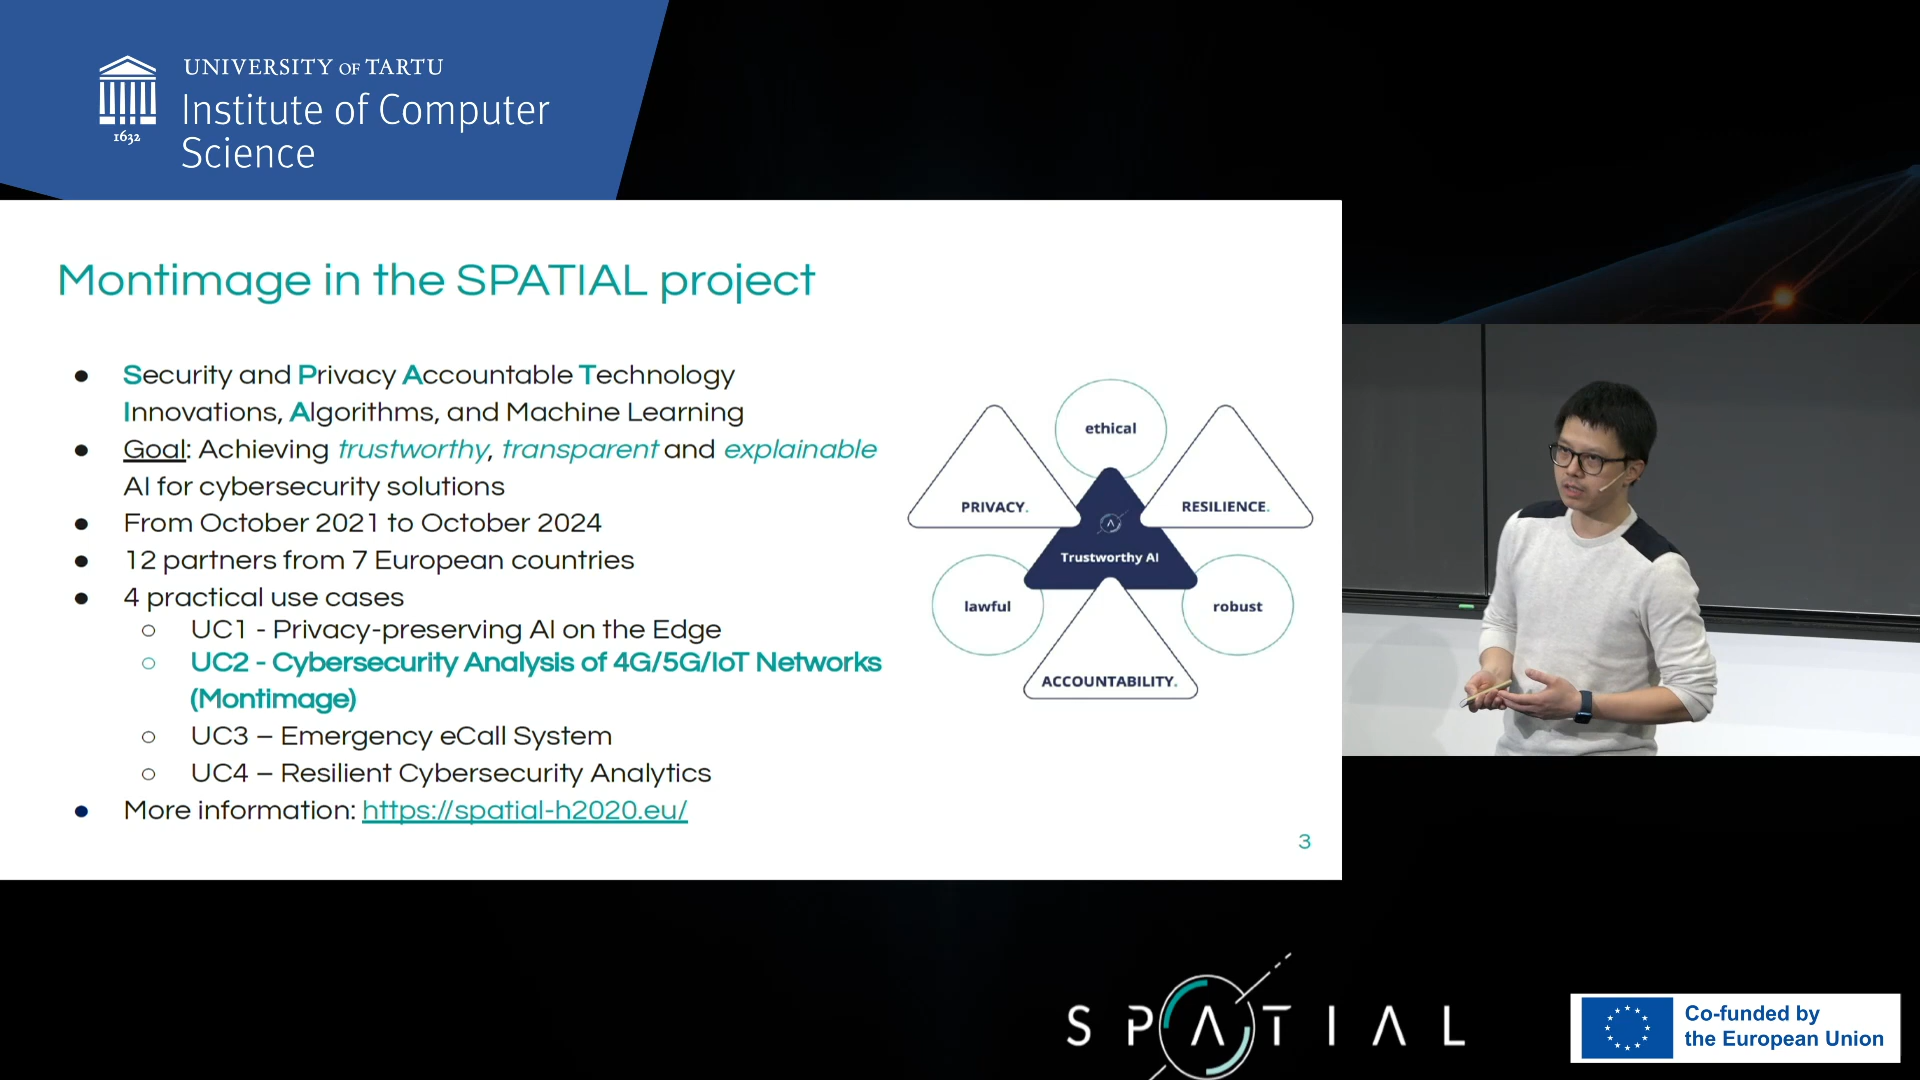 UNIVERSITY OF TARTU
Institute of Computer
Science
1632
Montimage in the SPATIAL project
● Security and Privacy Accountable Technology
Innovations, Algorithms, and Machine Learning
● Goal: Achieving trustworthy, transparent and explainable
AI for cybersecurity solutions
● From October 2021 to October 2024
● 12 partners from 7 European countries
● 4 practical use cases
○ UC1 - Privacy-preserving AI on the Edge
○ UC2 - Cybersecurity Analysis of 4G/5G/IoT Networks
(Montimage)
○ UC3 – Emergency eCall System
○ UC4 – Resilient Cybersecurity Analytics
● More information: https://spatial-h2020.eu/
ethical
PRIVACY.
RESILIENCE.
Trustworthy AI
lawful
robust
ACCOUNTABILITY.
3
SPATIAL
Co-funded by
the European Union